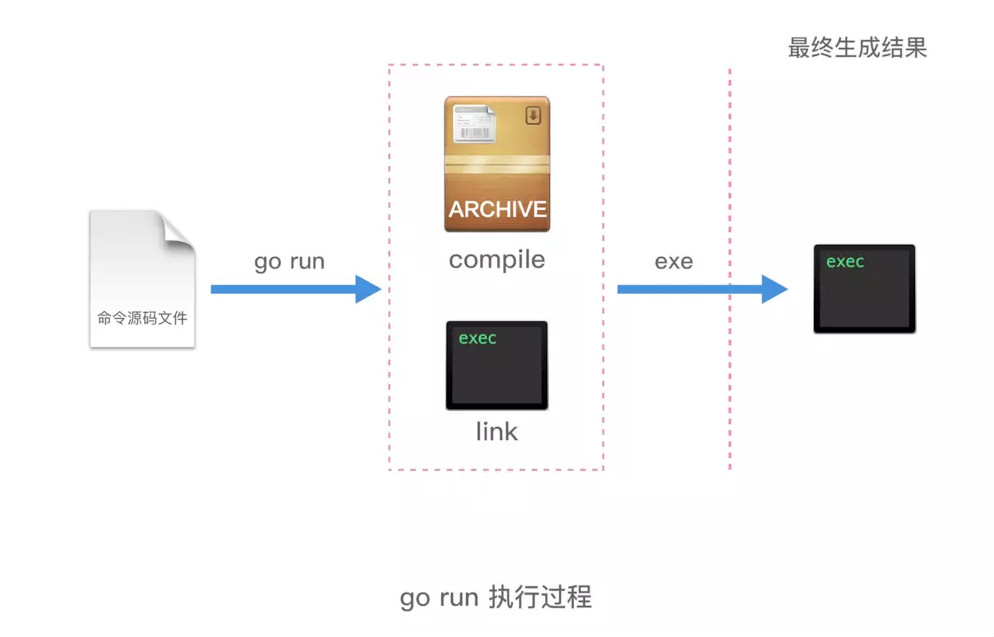 最终生成结果
ARCHIVE
go run
compile
exe
exec
命令源码文件
exec
link
go run 执行过程